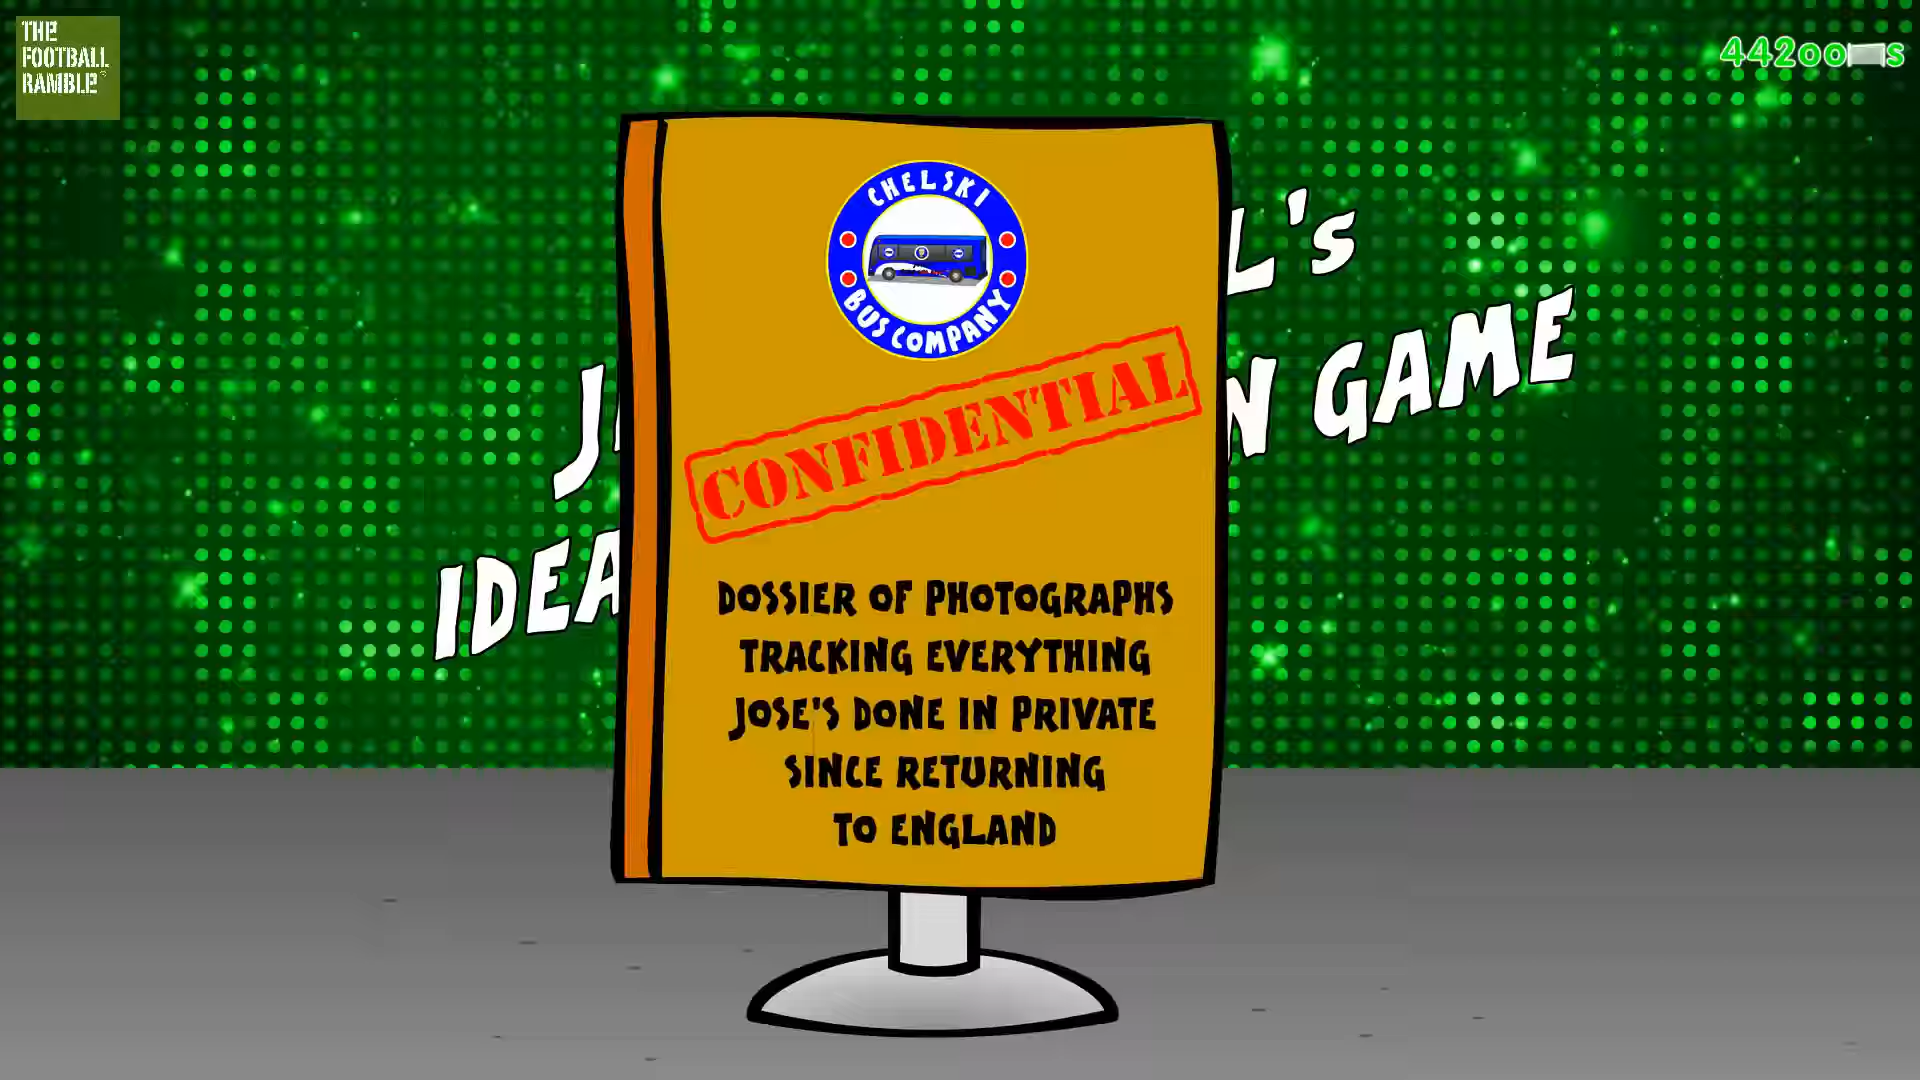 THE
FOOTBALL
RAMBLE
442oons
L's
N GAME
IDEA
CHELSKI
BUS COMPANY
CONFIDENTIAL
DOSSIER OF PHOTOGRAPHS
TRACKING EVERYTHING
JOSE'S DONE IN PRIVATE
SINCE RETURNING
TO ENGLAND